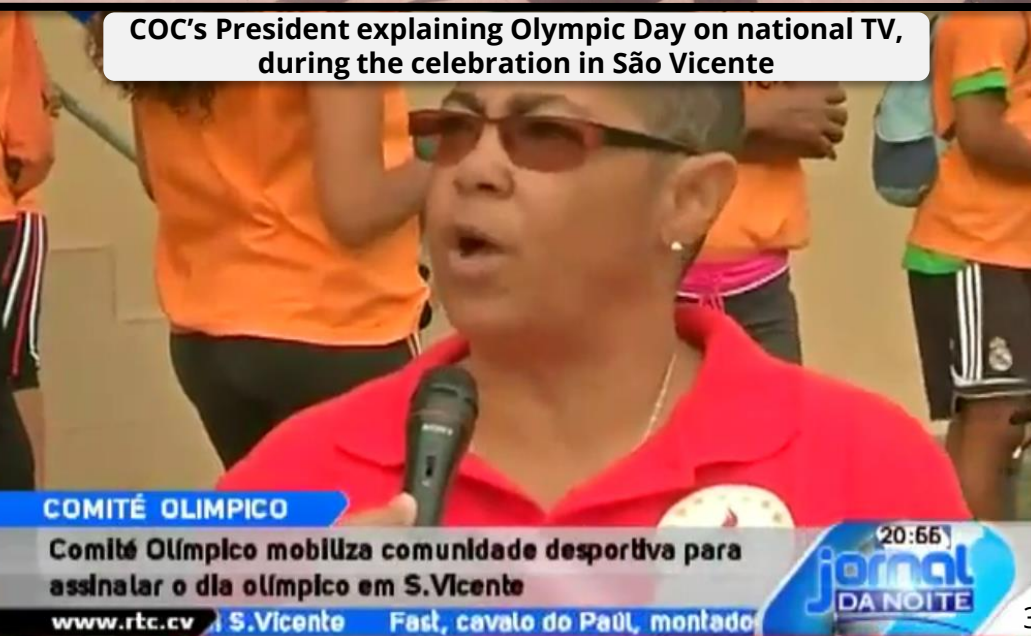 COC's President explaining Olympic Day on national TV,
during the celebration in São Vicente
SONY
COMITÉ OLIMPICO
Comité Olímpico mobiliza comunidade desportiva para
assinalar o dia olímpico em S.Vicente
20:55
jornal
DA NOITE
www.rtc.cv
S.Vicente Fast, cavalo do Paúl, montado